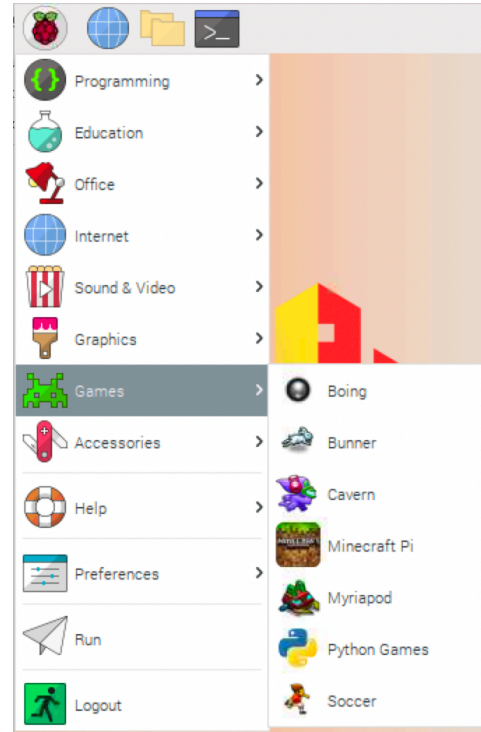 >_
Programming
Education
Office
Internet
Sound & Video
Graphics
Games
Accessories
Help
Preferences
Run
Logout
Boing
Bunner
Cavern
Minecraft Pi
Myriapod
Python Games
Soccer